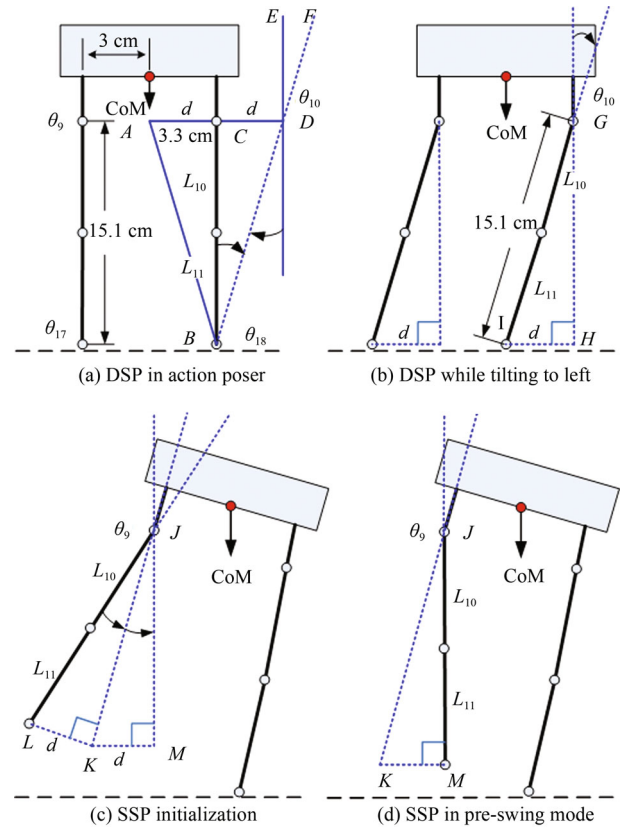 E F
3 cm
CoM
θ10
θ9
A
d
d
D
3.3 cm
C
L10
15.1 cm
L11
θ17
B
θ18
(a) DSP in action poser
θ10
CoM
G
L10
15.1 cm
L11
d
I
d
H
(b) DSP while tilting to left
θ9
J
L10
CoM
L11
L
d
K
d
M
(c) SSP initialization
θ9
J
CoM
L10
L11
K
M
(d) SSP in pre-swing mode